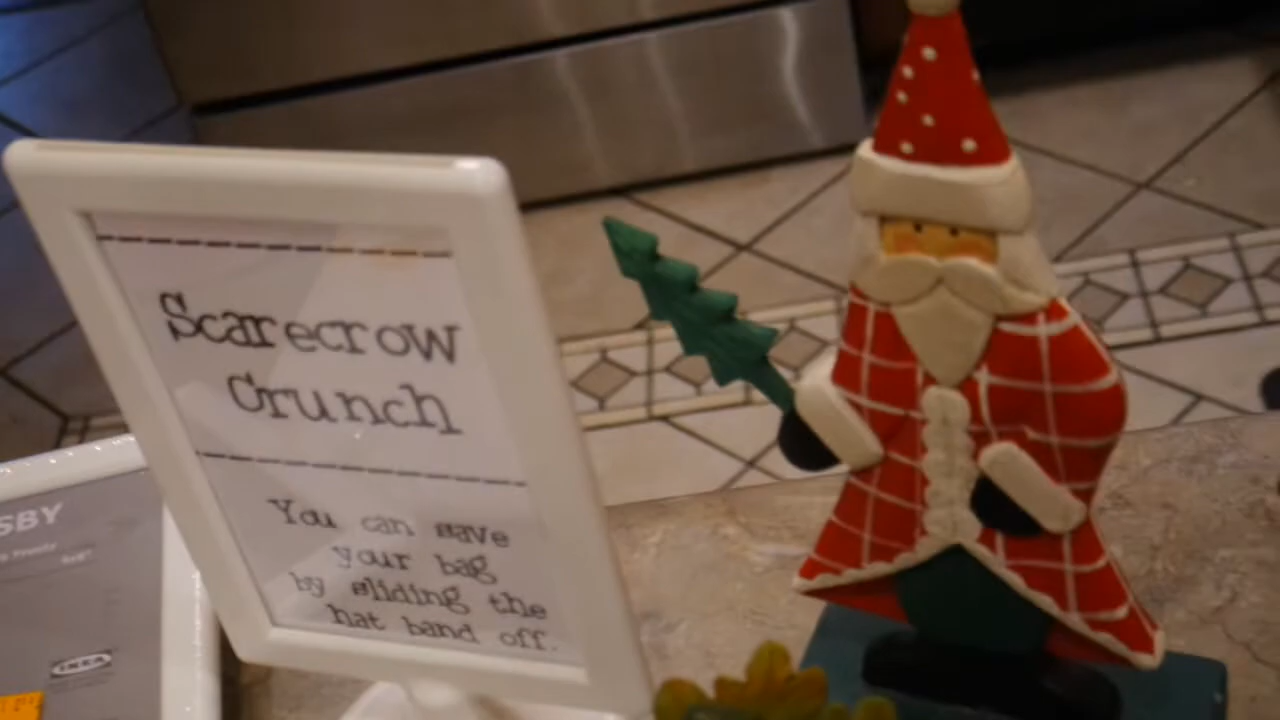 Scarecrow
Crunch
You can save
your bag
by sliding the
hat band off.
SBY
IKEA